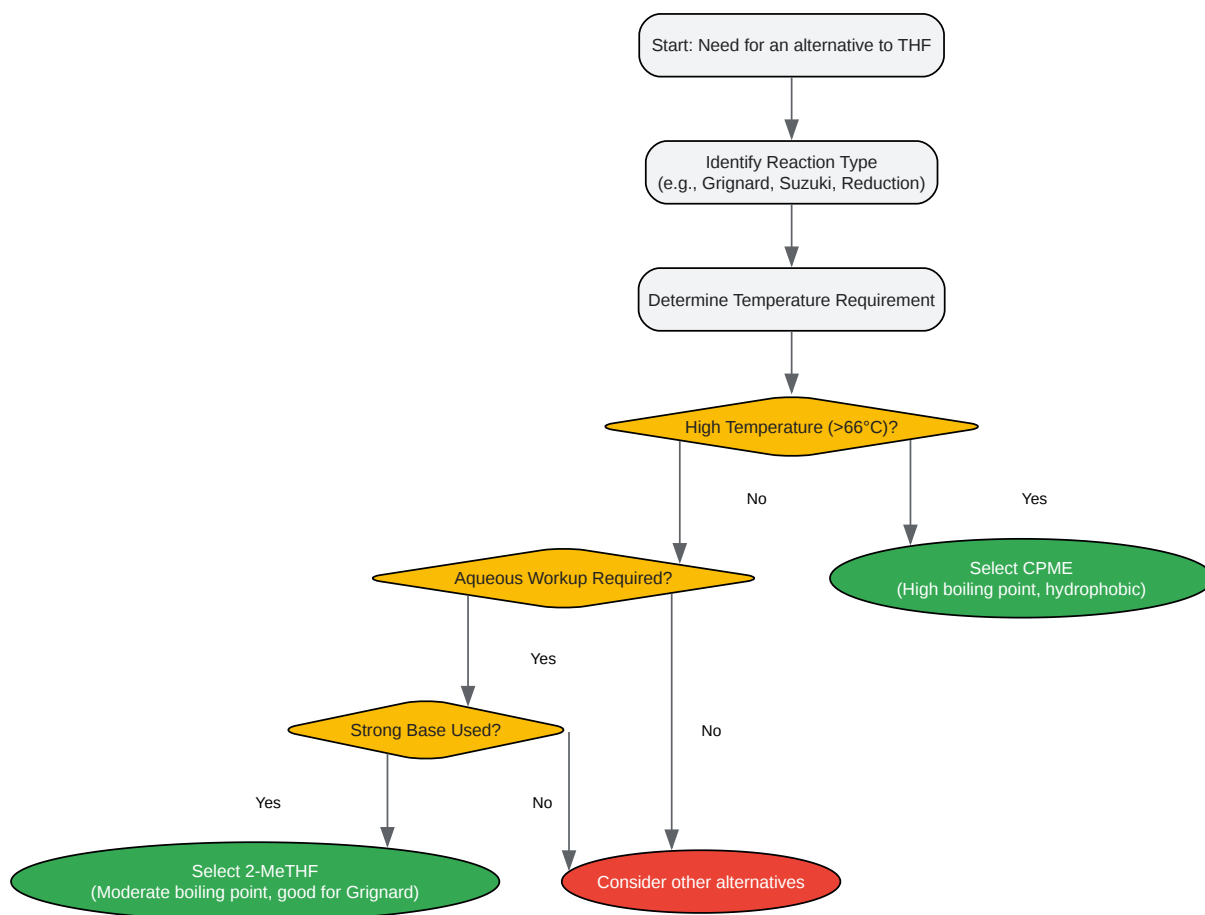 Start: Need for an alternative to THF
Identify Reaction Type
(e.g., Grignard, Suzuki, Reduction)
Determine Temperature Requirement
High Temperature (>66°C)?
No
Yes
Aqueous Workup Required?
Select CPME
(High boiling point, hydrophobic)
Yes
Strong Base Used?
No
Yes
No
Select 2-MeTHF
(Moderate boiling point, good for Grignard)
Consider other alternatives